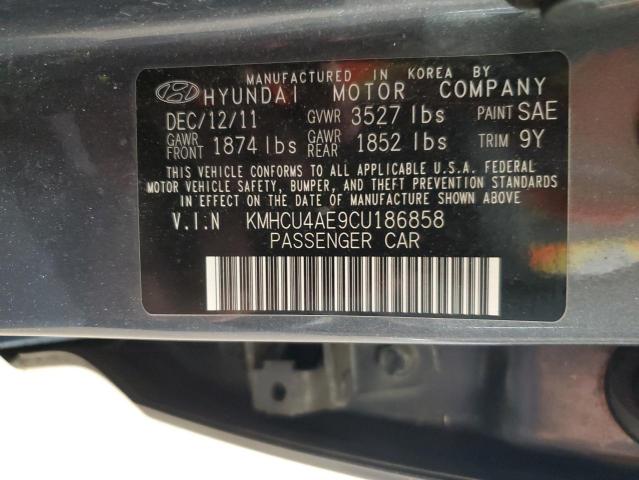 MANUFACTURED IN KOREA BY
HYUNDAI MOTOR COMPANY
DEC/12/11 GVWR 3527 lbs PAINT SAE
GAWR FRONT 1874 lbs GAWR REAR 1852 lbs TRIM 9Y
THIS VEHICLE CONFORMS TO ALL APPLICABLE U.S.A. FEDERAL
MOTOR VEHICLE SAFETY, BUMPER, AND THEFT PREVENTION STANDARDS
IN EFFECT ON THE DATE OF MANUFACTURE SHOWN ABOVE.
V.I.N KMHCU4AE9CU186858
PASSENGER CAR